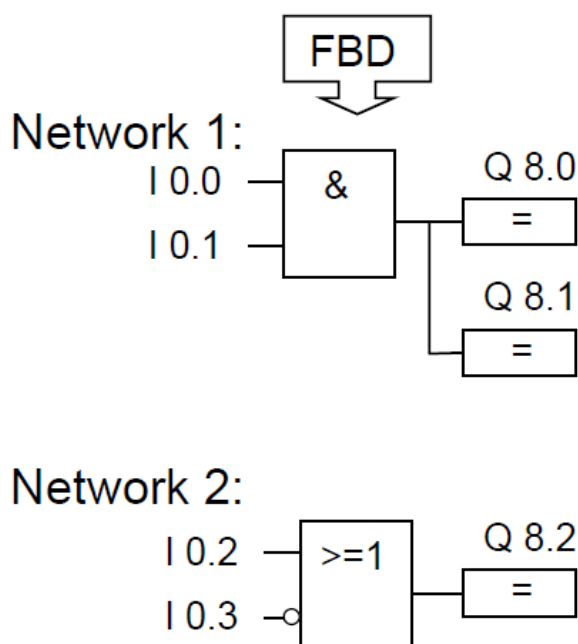 FBD
Network 1:
I 0.0
&
Q 8.0
I 0.1
=
Q 8.1
=
Network 2:
I 0.2
>=1
Q 8.2
I 0.3
=